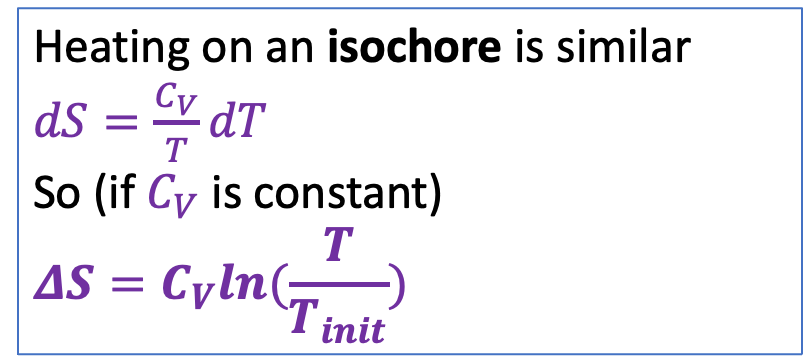 Heating on an isochore is similar
dS = C_V/T dT
So (if C_V is constant)
ΔS = C_V ln(T/T_init)